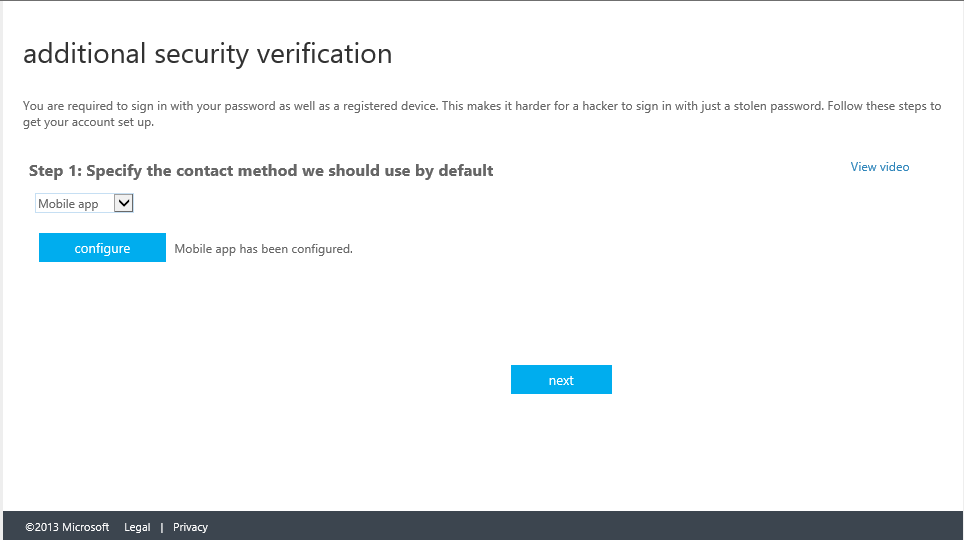 additional security verification
You are required to sign in with your password as well as a registered device. This makes it harder for a hacker to sign in with just a stolen password. Follow these steps to
get your account set up.
Step 1: Specify the contact method we should use by default
View video
Mobile app
configure
Mobile app has been configured.
next
©2013 Microsoft Legal | Privacy